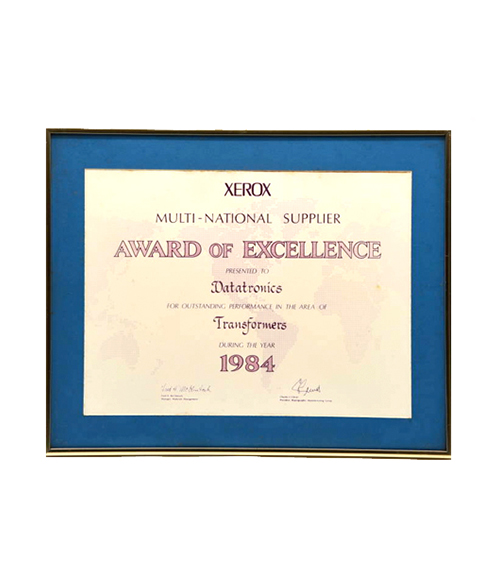 XEROX
MULTI-NATIONAL SUPPLIER
AWARD OF EXCELLENCE
PRESENTED TO
Datatronics
FOR OUTSTANDING PERFORMANCE IN THE AREA OF
Transformers
DURING THE YEAR
1984